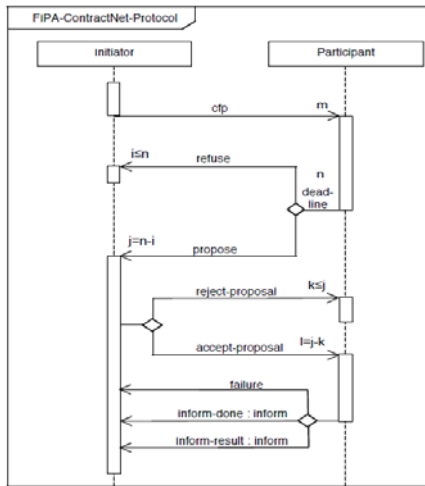 FIPA-ContractNet-Protocol
initiator
Participant
cfp
m
i≤n
refuse
n
dead-
line
j=n-i
propose
reject-proposal
k≤j
accept-proposal
l=j-k
failure
inform-done : inform
inform-result : inform